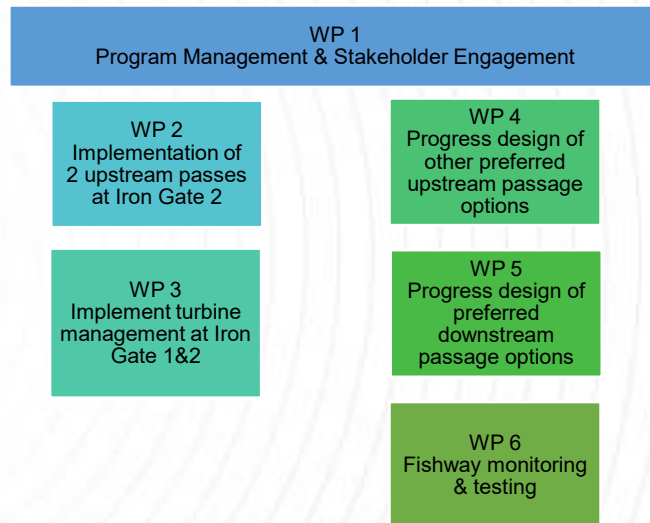 WP 1
Program Management & Stakeholder Engagement
WP 2
Implementation of
2 upstream passes
at Iron Gate 2
WP 3
Implement turbine
management at Iron
Gate 1&2
WP 4
Progress design of
other preferred
upstream passage
options
WP 5
Progress design of
preferred
downstream
passage options
WP 6
Fishway monitoring
& testing